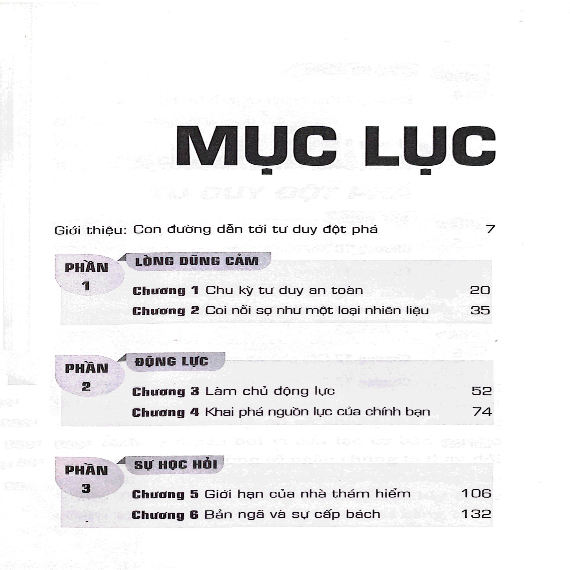 MỤC LỤC
Giới thiệu: Con đường dẫn tới tư duy đột phá 7
PHẦN 1
LÒNG DŨNG CẢM
Chương 1 Chu kỳ tư duy an toàn 20
Chương 2 Coi nỗi sợ như một loại nhiên liệu 35
PHẦN 2
ĐỘNG LỰC
Chương 3 Làm chủ động lực 52
Chương 4 Khai phá nguồn lực của chính bạn 74
PHẦN 3
SỰ HỌC HỎI
Chương 5 Giới hạn của nhà thám hiểm 106
Chương 6 Bản ngã và sự cấp bách 132